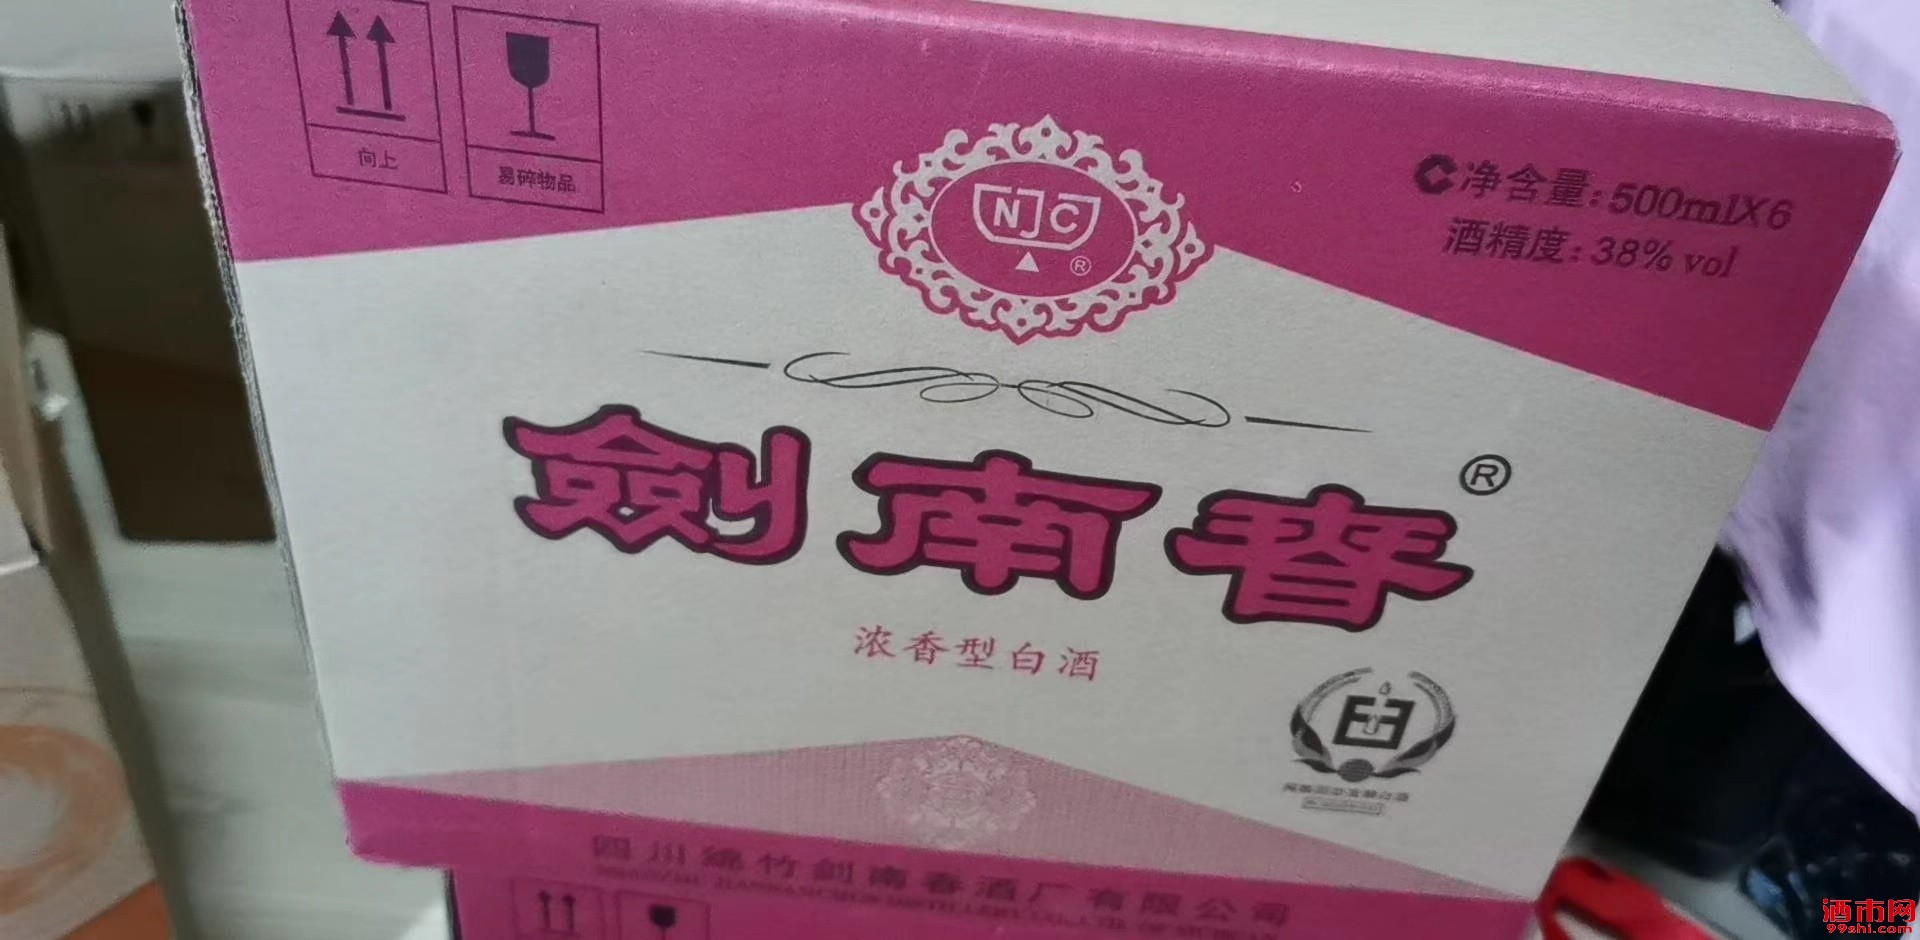 向上
易碎物品
NJC
®
净含量:500mlX6
酒精度:38% vol
劍南春®
浓香型白酒
四川绵竹剑南春酒厂有限公司
酒市网
99shi.com